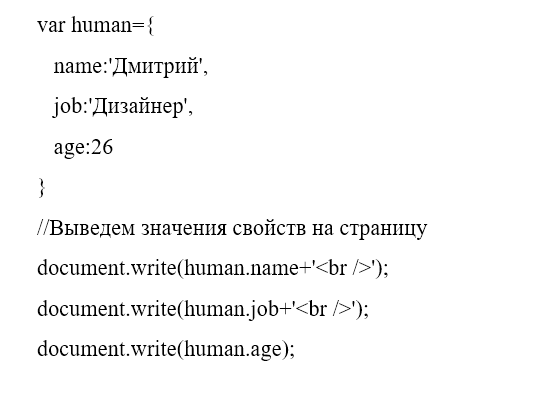 var human={
name:'Дмитрий',
job:'Дизайнер',
age:26
}
//Выведем значения свойств на страницу
document.write(human.name+'<br />');
document.write(human.job+'<br />');
document.write(human.age);